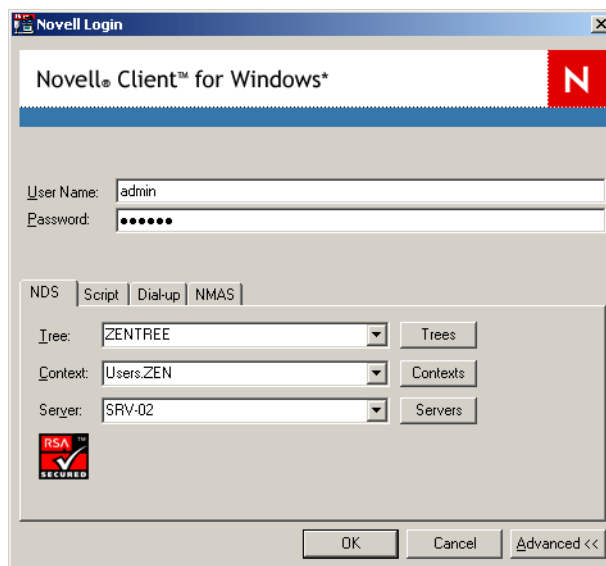 Novell Login
Novell® Client™ for Windows*
N
User Name: admin
Password: ●●●●●●
NDS Script Dial-up NMAS
Tree: ZENTREE Trees
Context: Users.ZEN Contexts
Server: SRV-02 Servers
RSA ™
SECURED
OK Cancel Advanced <<